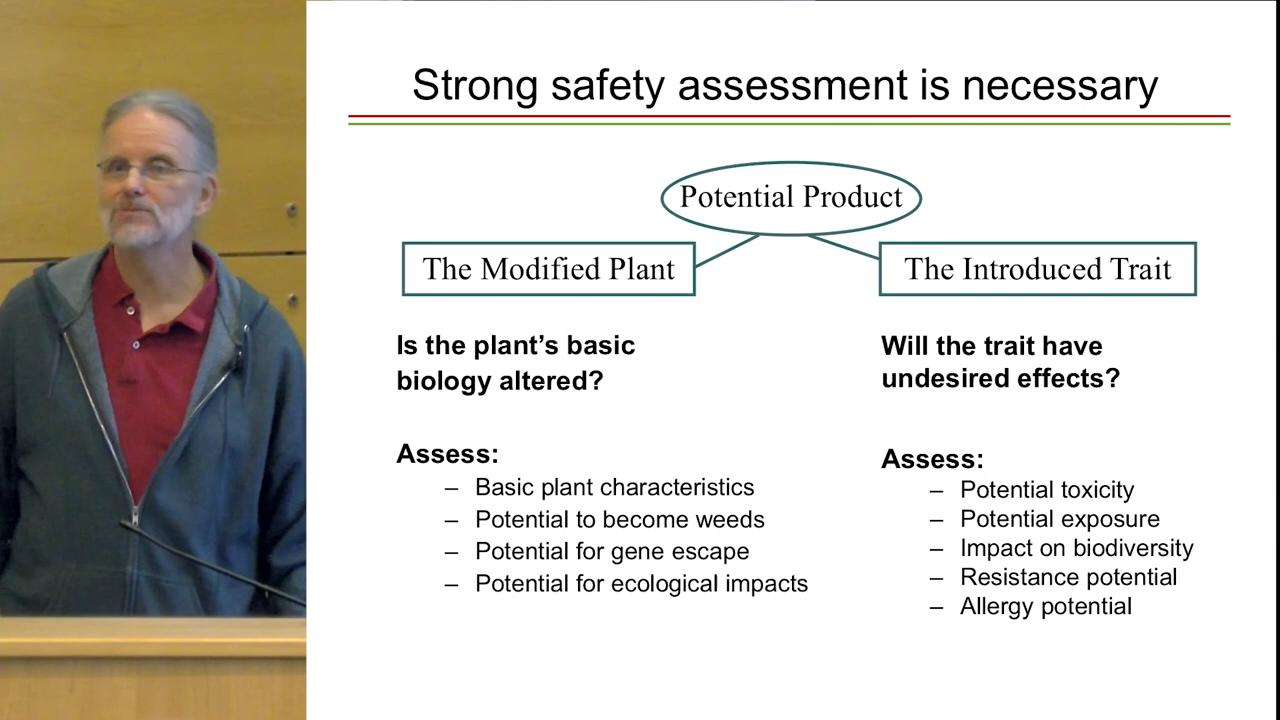 Strong safety assessment is necessary
Potential Product
The Modified Plant
The Introduced Trait
Is the plant’s basic
biology altered?
Assess:
– Basic plant characteristics
– Potential to become weeds
– Potential for gene escape
– Potential for ecological impacts
Will the trait have
undesired effects?
Assess:
– Potential toxicity
– Potential exposure
– Impact on biodiversity
– Resistance potential
– Allergy potential